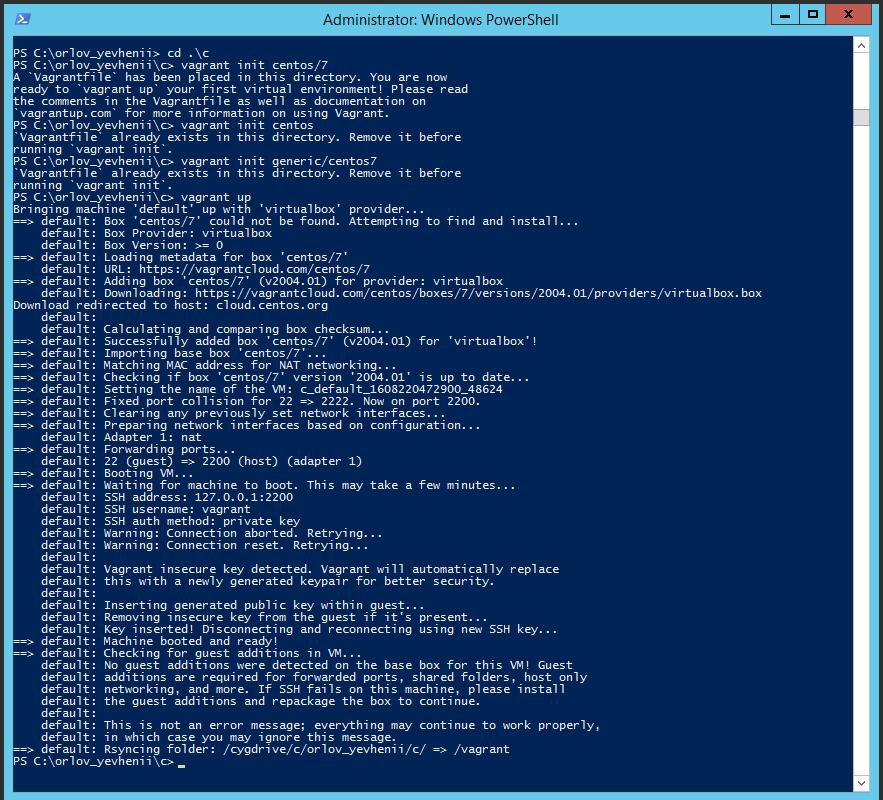 Administrator: Windows PowerShell
PS C:\orlov_yevhenii> cd .\c
PS C:\orlov_yevhenii\c> vagrant init centos/7
A `Vagrantfile` has been placed in this directory. You are now
ready to `vagrant up` your first virtual environment! Please read
the comments in the Vagrantfile as well as documentation on
`vagrantup.com` for more information on using Vagrant.
PS C:\orlov_yevhenii\c> vagrant init centos
`Vagrantfile` already exists in this directory. Remove it before
running `vagrant init`.
PS C:\orlov_yevhenii\c> vagrant init generic/centos7
`Vagrantfile` already exists in this directory. Remove it before
running `vagrant init`.
PS C:\orlov_yevhenii\c> vagrant up
Bringing machine 'default' up with 'virtualbox' provider...
==> default: Box 'centos/7' could not be found. Attempting to find and install...
    default: Box Provider: virtualbox
    default: Box Version: >= 0
==> default: Loading metadata for box 'centos/7'
    default: URL: https://vagrantcloud.com/centos/7
==> default: Adding box 'centos/7' (v2004.01) for provider: virtualbox
    default: Downloading: https://vagrantcloud.com/centos/boxes/7/versions/2004.01/providers/virtualbox.box
Download redirected to host: cloud.centos.org
    default:
    default: Calculating and comparing box checksum...
==> default: Successfully added box 'centos/7' (v2004.01) for 'virtualbox'!
==> default: Importing base box 'centos/7'...
==> default: Matching MAC address for NAT networking...
==> default: Checking if box 'centos/7' version '2004.01' is up to date...
==> default: Setting the name of the VM: c_default_1608220472900_48624
==> default: Fixed port collision for 22 => 2222. Now on port 2200.
==> default: Clearing any previously set network interfaces...
==> default: Preparing network interfaces based on configuration...
    default: Adapter 1: nat
==> default: Forwarding ports...
    default: 22 (guest) => 2200 (host) (adapter 1)
==> default: Booting VM...
==> default: Waiting for machine to boot. This may take a few minutes...
    default: SSH address: 127.0.0.1:2200
    default: SSH username: vagrant
    default: SSH auth method: private key
    default: Warning: Connection aborted. Retrying...
    default: Warning: Connection reset. Retrying...
    default:
    default: Vagrant insecure key detected. Vagrant will automatically replace
    default: this with a newly generated keypair for better security.
    default:
    default: Inserting generated public key within guest...
    default: Removing insecure key from the guest if it's present...
    default: Key inserted! Disconnecting and reconnecting using new SSH key...
==> default: Machine booted and ready!
==> default: Checking for guest additions in VM...
    default: No guest additions were detected on the base box for this VM! Guest
    default: additions are required for forwarded ports, shared folders, host only
    default: networking, and more. If SSH fails on this machine, please install
    default: the guest additions and repackage the box to continue.
    default:
    default: This is not an error message; everything may continue to work properly,
    default: in which case you may ignore this message.
==> default: Rsyncing folder: /cygdrive/c/orlov_yevhenii/c/ => /vagrant
PS C:\orlov_yevhenii\c>